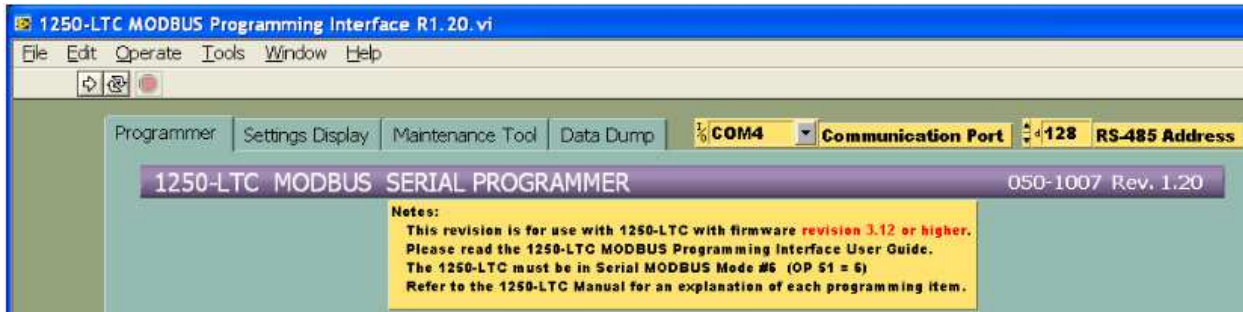 1250-LTC MODBUS Programming Interface R1.20.vi
File Edit Operate Tools Window Help
Programmer Settings Display Maintenance Tool Data Dump COM4 Communication Port 128 RS-485 Address
1250-LTC MODBUS SERIAL PROGRAMMER 050-1007 Rev. 1.20
Notes:
This revision is for use with 1250-LTC with firmware revision 3.12 or higher.
Please read the 1250-LTC MODBUS Programming Interface User Guide.
The 1250-LTC must be in Serial MODBUS Mode #6 (OP 51 = 6)
Refer to the 1250-LTC Manual for an explanation of each programming item.